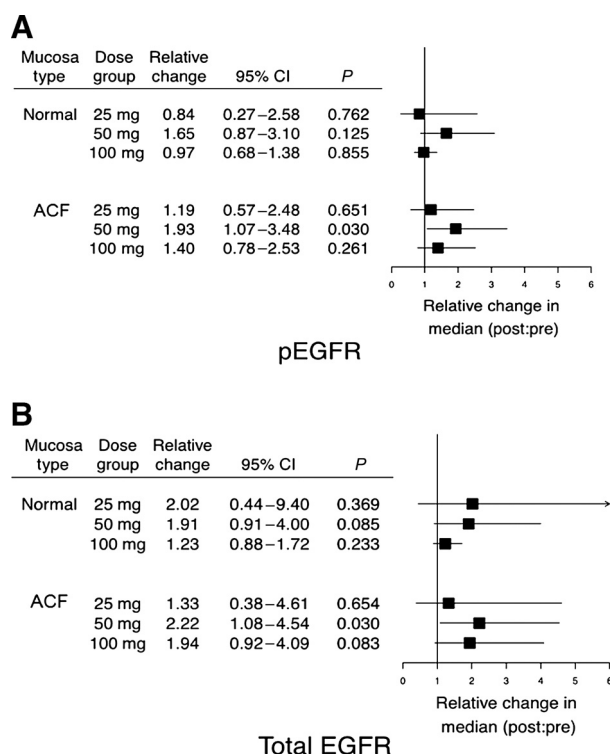 A
Mucosa Dose Relative
type group change 95% CI P
Normal 25 mg 0.84 0.27–2.58 0.762
50 mg 1.65 0.87–3.10 0.125
100 mg 0.97 0.68–1.38 0.855
ACF 25 mg 1.19 0.57–2.48 0.651
50 mg 1.93 1.07–3.48 0.030
100 mg 1.40 0.78–2.53 0.261
0 1 2 3 4 5 6
Relative change in
median (post:pre)
pEGFR
B
Mucosa Dose Relative
type group change 95% CI P
Normal 25 mg 2.02 0.44–9.40 0.369
50 mg 1.91 0.91–4.00 0.085
100 mg 1.23 0.88–1.72 0.233
ACF 25 mg 1.33 0.38–4.61 0.654
50 mg 2.22 1.08–4.54 0.030
100 mg 1.94 0.92–4.09 0.083
0 1 2 3 4 5 6
Relative change in
median (post:pre)
Total EGFR